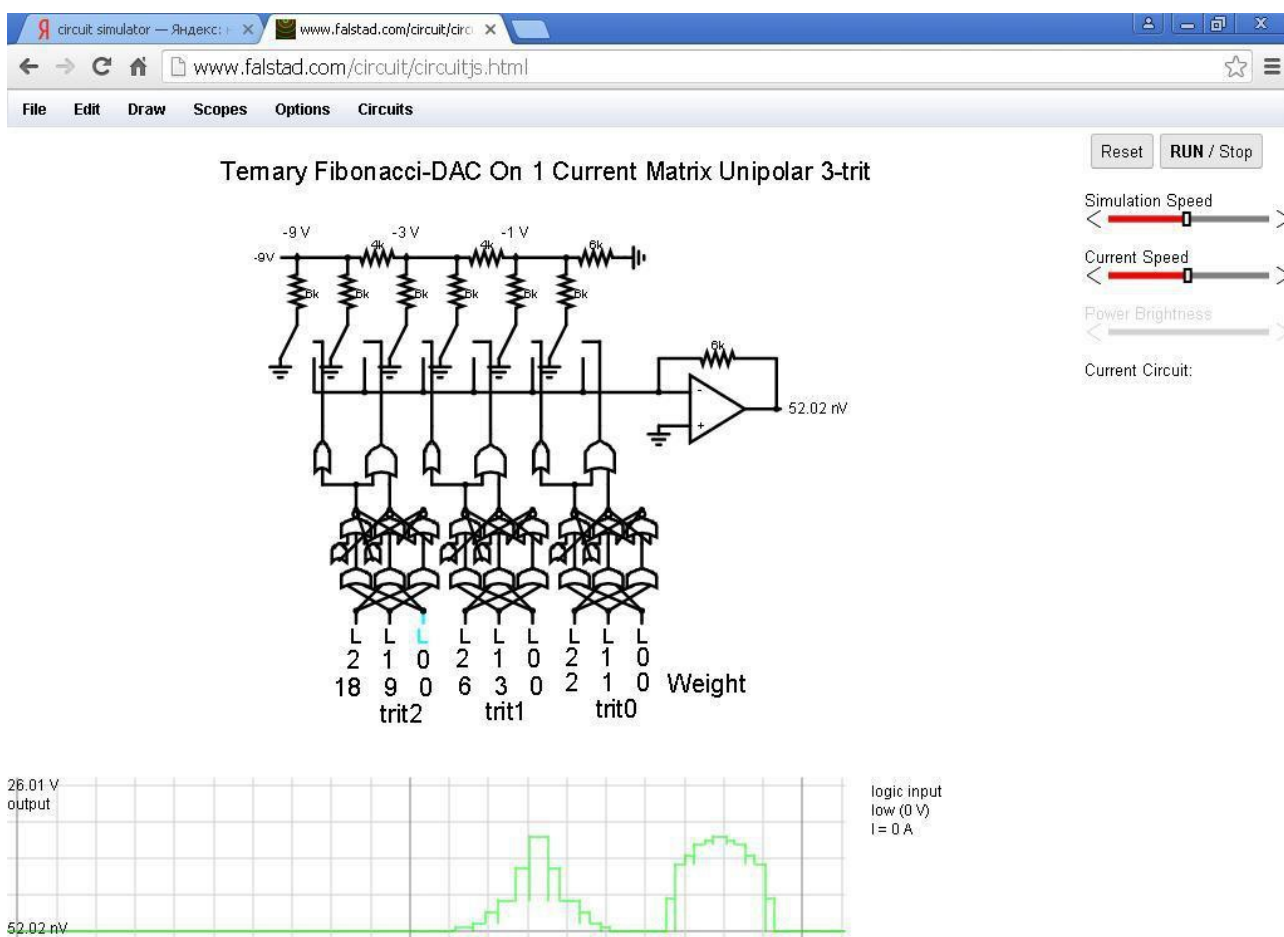 Я circuit simulator — Яндекс: н
www.falstad.com/circuit/circ
www.falstad.com/circuit/circuitjs.html
File Edit Draw Scopes Options Circuits
Reset RUN / Stop
Simulation Speed
Current Speed
Power Brightness
Current Circuit:
Ternary Fibonacci-DAC On 1 Current Matrix Unipolar 3-trit
-9 V -3 V -1 V
4k 4k 6k
-9V
6k 6k 6k 6k 6k 6k
6k
-
+
52.02 nV
L L L L L L L L L
2 1 0 2 1 0 2 1 0
18 9 0 6 3 0 2 1 0 Weight
trit2 trit1 trit0
26.01 V
output
52.02 nV
logic input
low (0 V)
I = 0 A